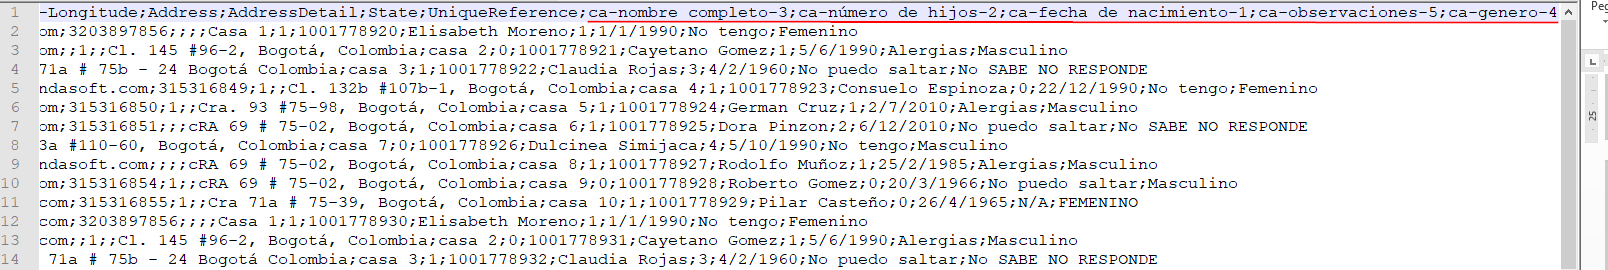 1 -Longitude;Address;AddressDetail;State;UniqueReference;ca-nombre completo-3;ca-número de hijos-2;ca-fecha de nacimiento-1;ca-observaciones-5;ca-genero-4
2 om;3203897856;;;;Casa 1;1;1001778920;Elisabeth Moreno;1;1/1/1990;No tengo;Femenino
3 om;;1;;Cl. 145 #96-2, Bogotá, Colombia;casa 2;0;1001778921;Cayetano Gomez;1;5/6/1990;Alergias;Masculino
4 71a # 75b - 24 Bogotá Colombia;casa 3;1;1001778922;Claudia Rojas;3;4/2/1960;No puedo saltar;No SABE NO RESPONDE
5 ndasoft.com;315316849;1;;Cl. 132b #107b-1, Bogotá, Colombia;casa 4;1;1001778923;Consuelo Espinoza;0;22/12/1990;No tengo;Femenino
6 om;315316850;1;;Cra. 93 #75-98, Bogotá, Colombia;casa 5;1;1001778924;German Cruz;1;2/7/2010;Alergias;Masculino
7 om;315316851;;;cRA 69 # 75-02, Bogotá, Colombia;casa 6;1;1001778925;Dora Pinzon;2;6/12/2010;No puedo saltar;No SABE NO RESPONDE
8 3a #110-60, Bogotá, Colombia;casa 7;0;1001778926;Dulcinea Simijaca;4;5/10/1990;No tengo;Masculino
9 ndasoft.com;;;;cRA 69 # 75-02, Bogotá, Colombia;casa 8;1;1001778927;Rodolfo Muñoz;1;25/2/1985;Alergias;Masculino
10 om;315316854;1;;cRA 69 # 75-02, Bogotá, Colombia;casa 9;0;1001778928;Roberto Gomez;0;20/3/1966;No puedo saltar;Masculino
11 om;315316855;1;;Cra 71a # 75-39, Bogotá, Colombia;casa 10;1;1001778929;Pilar Casteño;0;26/4/1965;N/A;FEMENINO
12 com;3203897856;;;;Casa 1;1;1001778930;Elisabeth Moreno;1;1/1/1990;No tengo;Femenino
13 com;;1;;Cl. 145 #96-2, Bogotá, Colombia;casa 2;0;1001778931;Cayetano Gomez;1;5/6/1990;Alergias;Masculino
14 71a # 75b - 24 Bogotá Colombia;casa 3;1;1001778932;Claudia Rojas;3;4/2/1960;No puedo saltar;No SABE NO RESPONDE
Peg
25